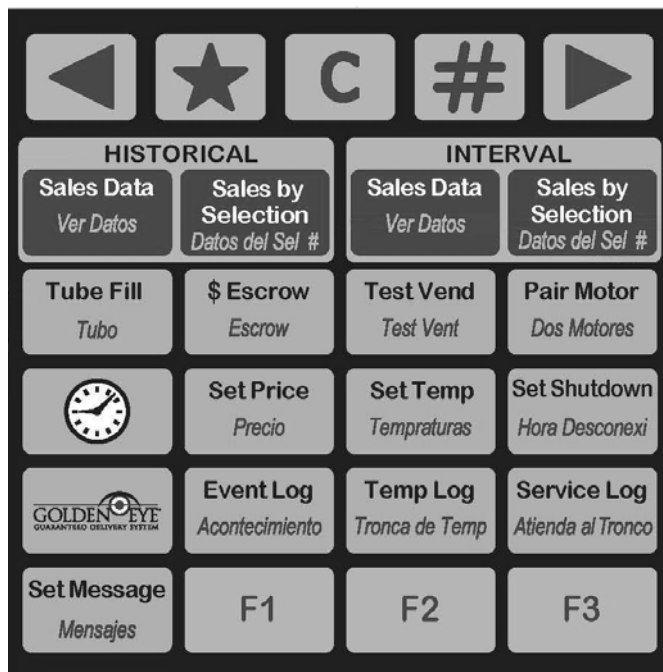 C #
HISTORICAL INTERVAL
Sales Data
Ver Datos
Sales by
Selection
Datos del Sel #
Sales Data
Ver Datos
Sales by
Selection
Datos del Sel #
Tube Fill
Tubo
$ Escrow
Escrow
Test Vend
Test Vent
Pair Motor
Dos Motores
Set Price
Precio
Set Temp
Tempraturas
Set Shutdown
Hora Desconexi
GOLDEN EYE
GUARANTEED DELIVERY SYSTEM
Event Log
Acontecimiento
Temp Log
Tronca de Temp
Service Log
Atienda al Tronco
Set Message
Mensajes
F1
F2
F3